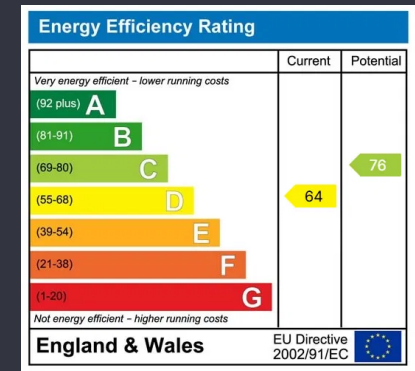 Energy Efficiency Rating
Current Potential
Very energy efficient – lower running costs
(92 plus) A
(81-91) B
(69-80) C 76
(55-68) D 64
(39-54) E
(21-38) F
(1-20) G
Not energy efficient – higher running costs
England & Wales
EU Directive
2002/91/EC